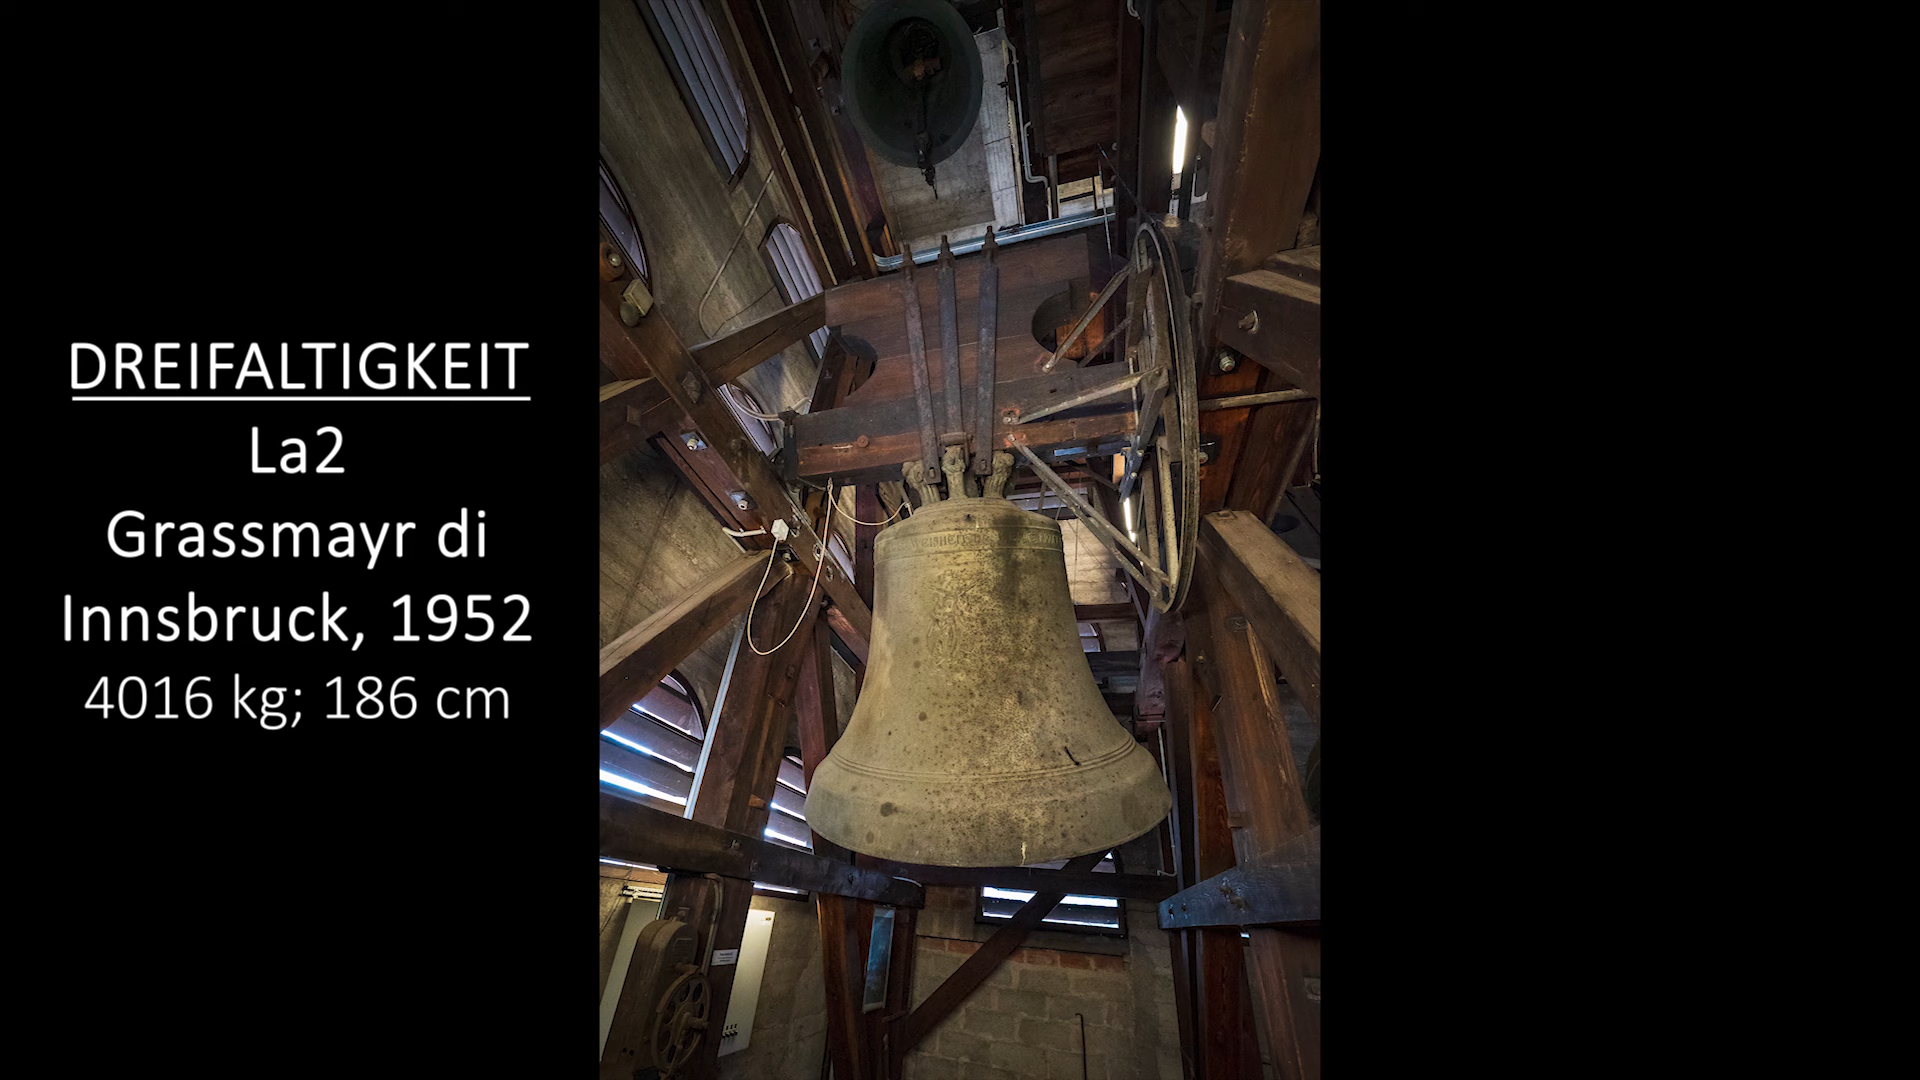 DREIFALTIGKEIT
La2
Grassmayr di
Innsbruck, 1952
4016 kg; 186 cm